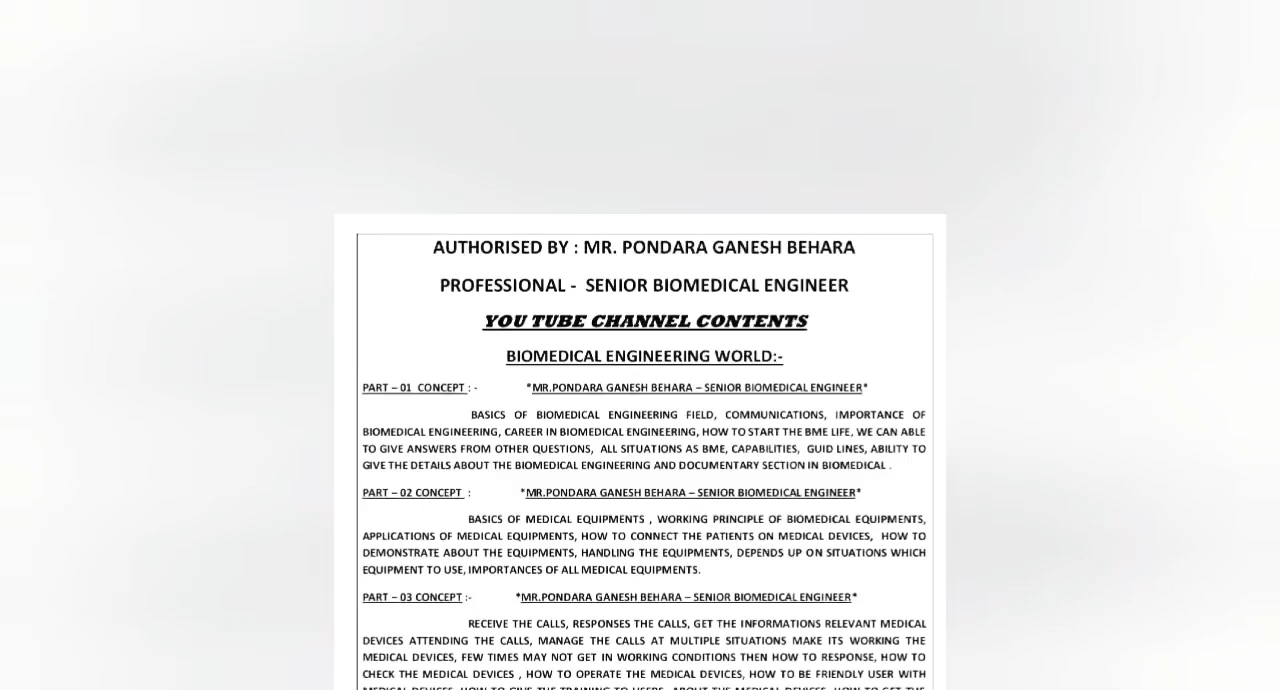 AUTHORISED BY : MR. PONDARA GANESH BEHARA
PROFESSIONAL - SENIOR BIOMEDICAL ENGINEER
YOU TUBE CHANNEL CONTENTS
BIOMEDICAL ENGINEERING WORLD:-
PART – 01 CONCEPT : - *MR.PONDARA GANESH BEHARA – SENIOR BIOMEDICAL ENGINEER*
BASICS OF BIOMEDICAL ENGINEERING FIELD, COMMUNICATIONS, IMPORTANCE OF
BIOMEDICAL ENGINEERING, CAREER IN BIOMEDICAL ENGINEERING, HOW TO START THE BME LIFE, WE CAN ABLE
TO GIVE ANSWERS FROM OTHER QUESTIONS, ALL SITUATIONS AS BME, CAPABILITIES, GUID LINES, ABILITY TO
GIVE THE DETAILS ABOUT THE BIOMEDICAL ENGINEERING AND DOCUMENTARY SECTION IN BIOMEDICAL .
PART – 02 CONCEPT : *MR.PONDARA GANESH BEHARA – SENIOR BIOMEDICAL ENGINEER*
BASICS OF MEDICAL EQUIPMENTS , WORKING PRINCIPLE OF BIOMEDICAL EQUIPMENTS,
APPLICATIONS OF MEDICAL EQUIPMENTS, HOW TO CONNECT THE PATIENTS ON MEDICAL DEVICES, HOW TO
DEMONSTRATE ABOUT THE EQUIPMENTS, HANDLING THE EQUIPMENTS, DEPENDS UP ON SITUATIONS WHICH
EQUIPMENT TO USE, IMPORTANCES OF ALL MEDICAL EQUIPMENTS.
PART – 03 CONCEPT :- *MR.PONDARA GANESH BEHARA – SENIOR BIOMEDICAL ENGINEER*
RECEIVE THE CALLS, RESPONSES THE CALLS, GET THE INFORMATIONS RELEVANT MEDICAL
DEVICES ATTENDING THE CALLS, MANAGE THE CALLS AT MULTIPLE SITUATIONS MAKE ITS WORKING THE
MEDICAL DEVICES, FEW TIMES MAY NOT GET IN WORKING CONDITIONS THEN HOW TO RESPONSE, HOW TO
CHECK THE MEDICAL DEVICES , HOW TO OPERATE THE MEDICAL DEVICES, HOW TO BE FRIENDLY USER WITH